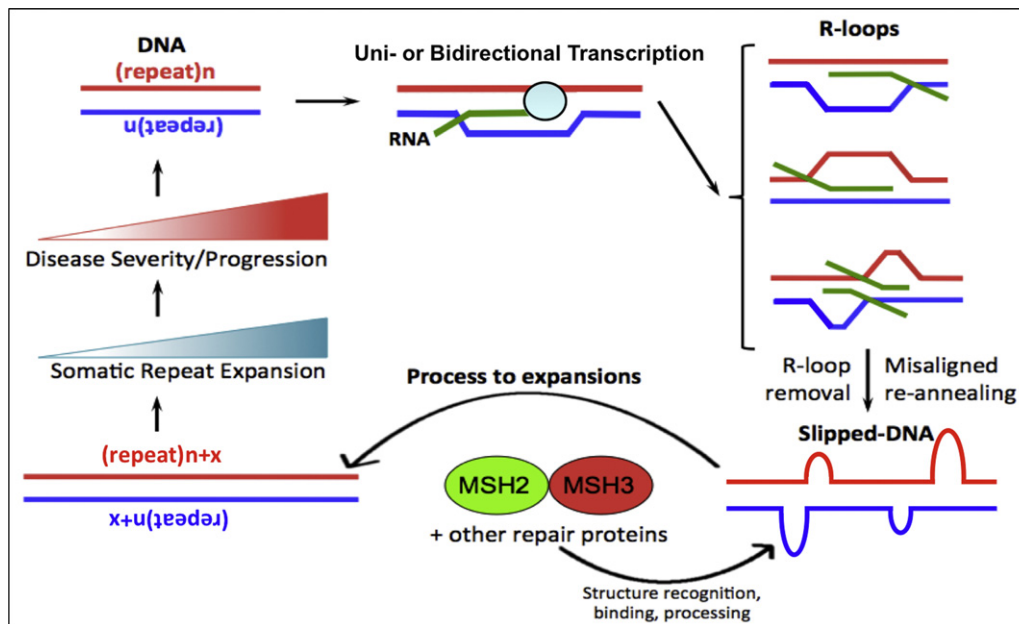 DNA
(repeat)n
(repeat)n
Uni- or Bidirectional Transcription
RNA
R-loops
R-loop
removal
Misaligned
re-annealing
Slipped-DNA
Structure recognition,
binding, processing
MSH2
MSH3
+ other repair proteins
Process to expansions
(repeat)n+x
(repeat)n+x
Somatic Repeat Expansion
Disease Severity/Progression